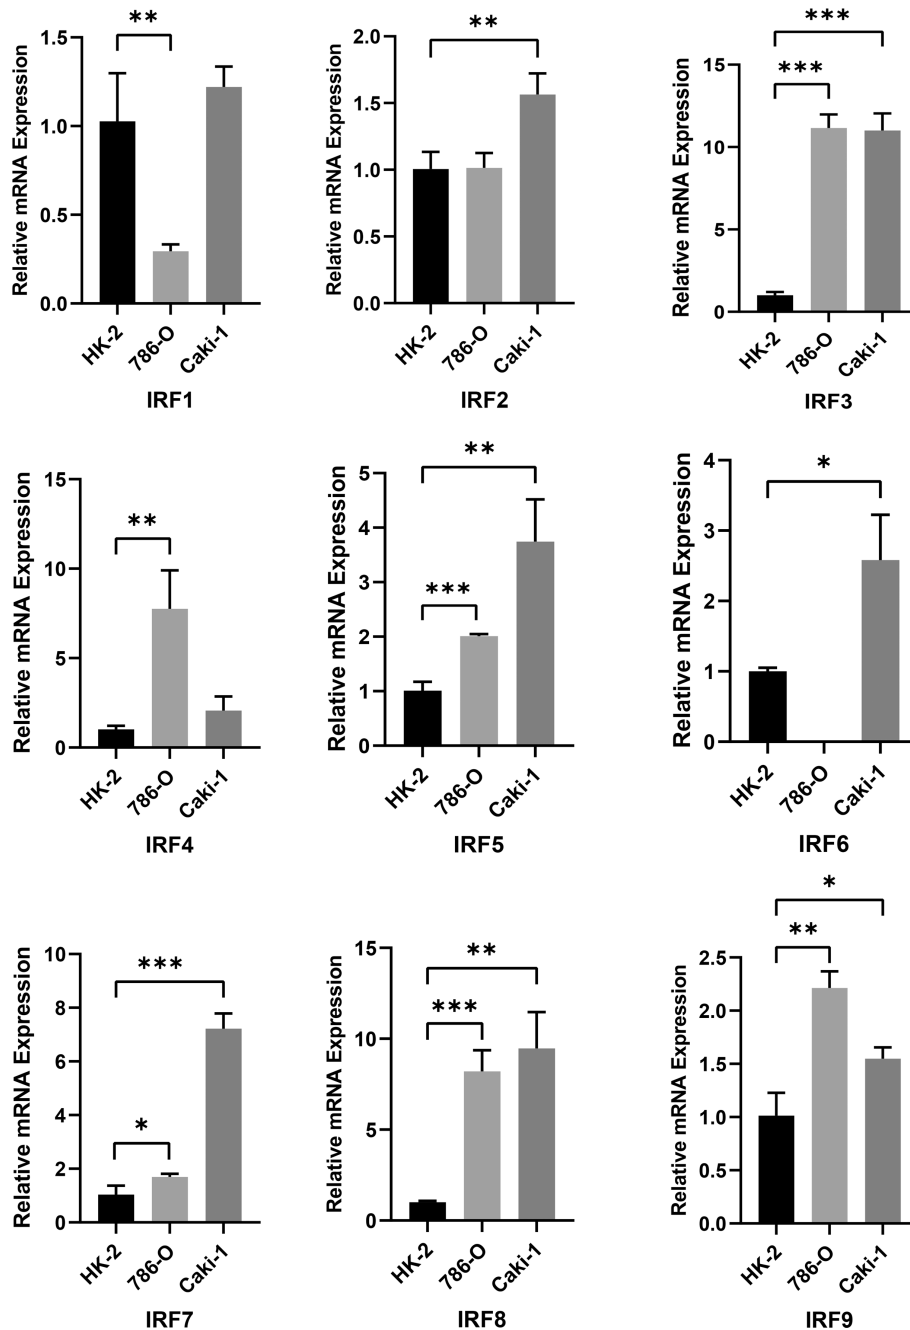 Relative mRNA Expression
**
1.5
1.0
0.5
0.0
HK-2
786-O
Caki-1
IRF1
Relative mRNA Expression
**
2.0
1.5
1.0
0.5
0.0
HK-2
786-O
Caki-1
IRF2
Relative mRNA Expression
***
***
15
10
5
0
HK-2
786-O
Caki-1
IRF3
Relative mRNA Expression
**
15
10
5
0
HK-2
786-O
Caki-1
IRF4
Relative mRNA Expression
**
***
5
4
3
2
1
0
HK-2
786-O
Caki-1
IRF5
Relative mRNA Expression
*
4
3
2
1
0
HK-2
786-O
Caki-1
IRF6
Relative mRNA Expression
***
*
10
8
6
4
2
0
HK-2
786-O
Caki-1
IRF7
Relative mRNA Expression
**
***
15
10
5
0
HK-2
786-O
Caki-1
IRF8
Relative mRNA Expression
*
**
2.5
2.0
1.5
1.0
0.5
0.0
HK-2
786-O
Caki-1
IRF9